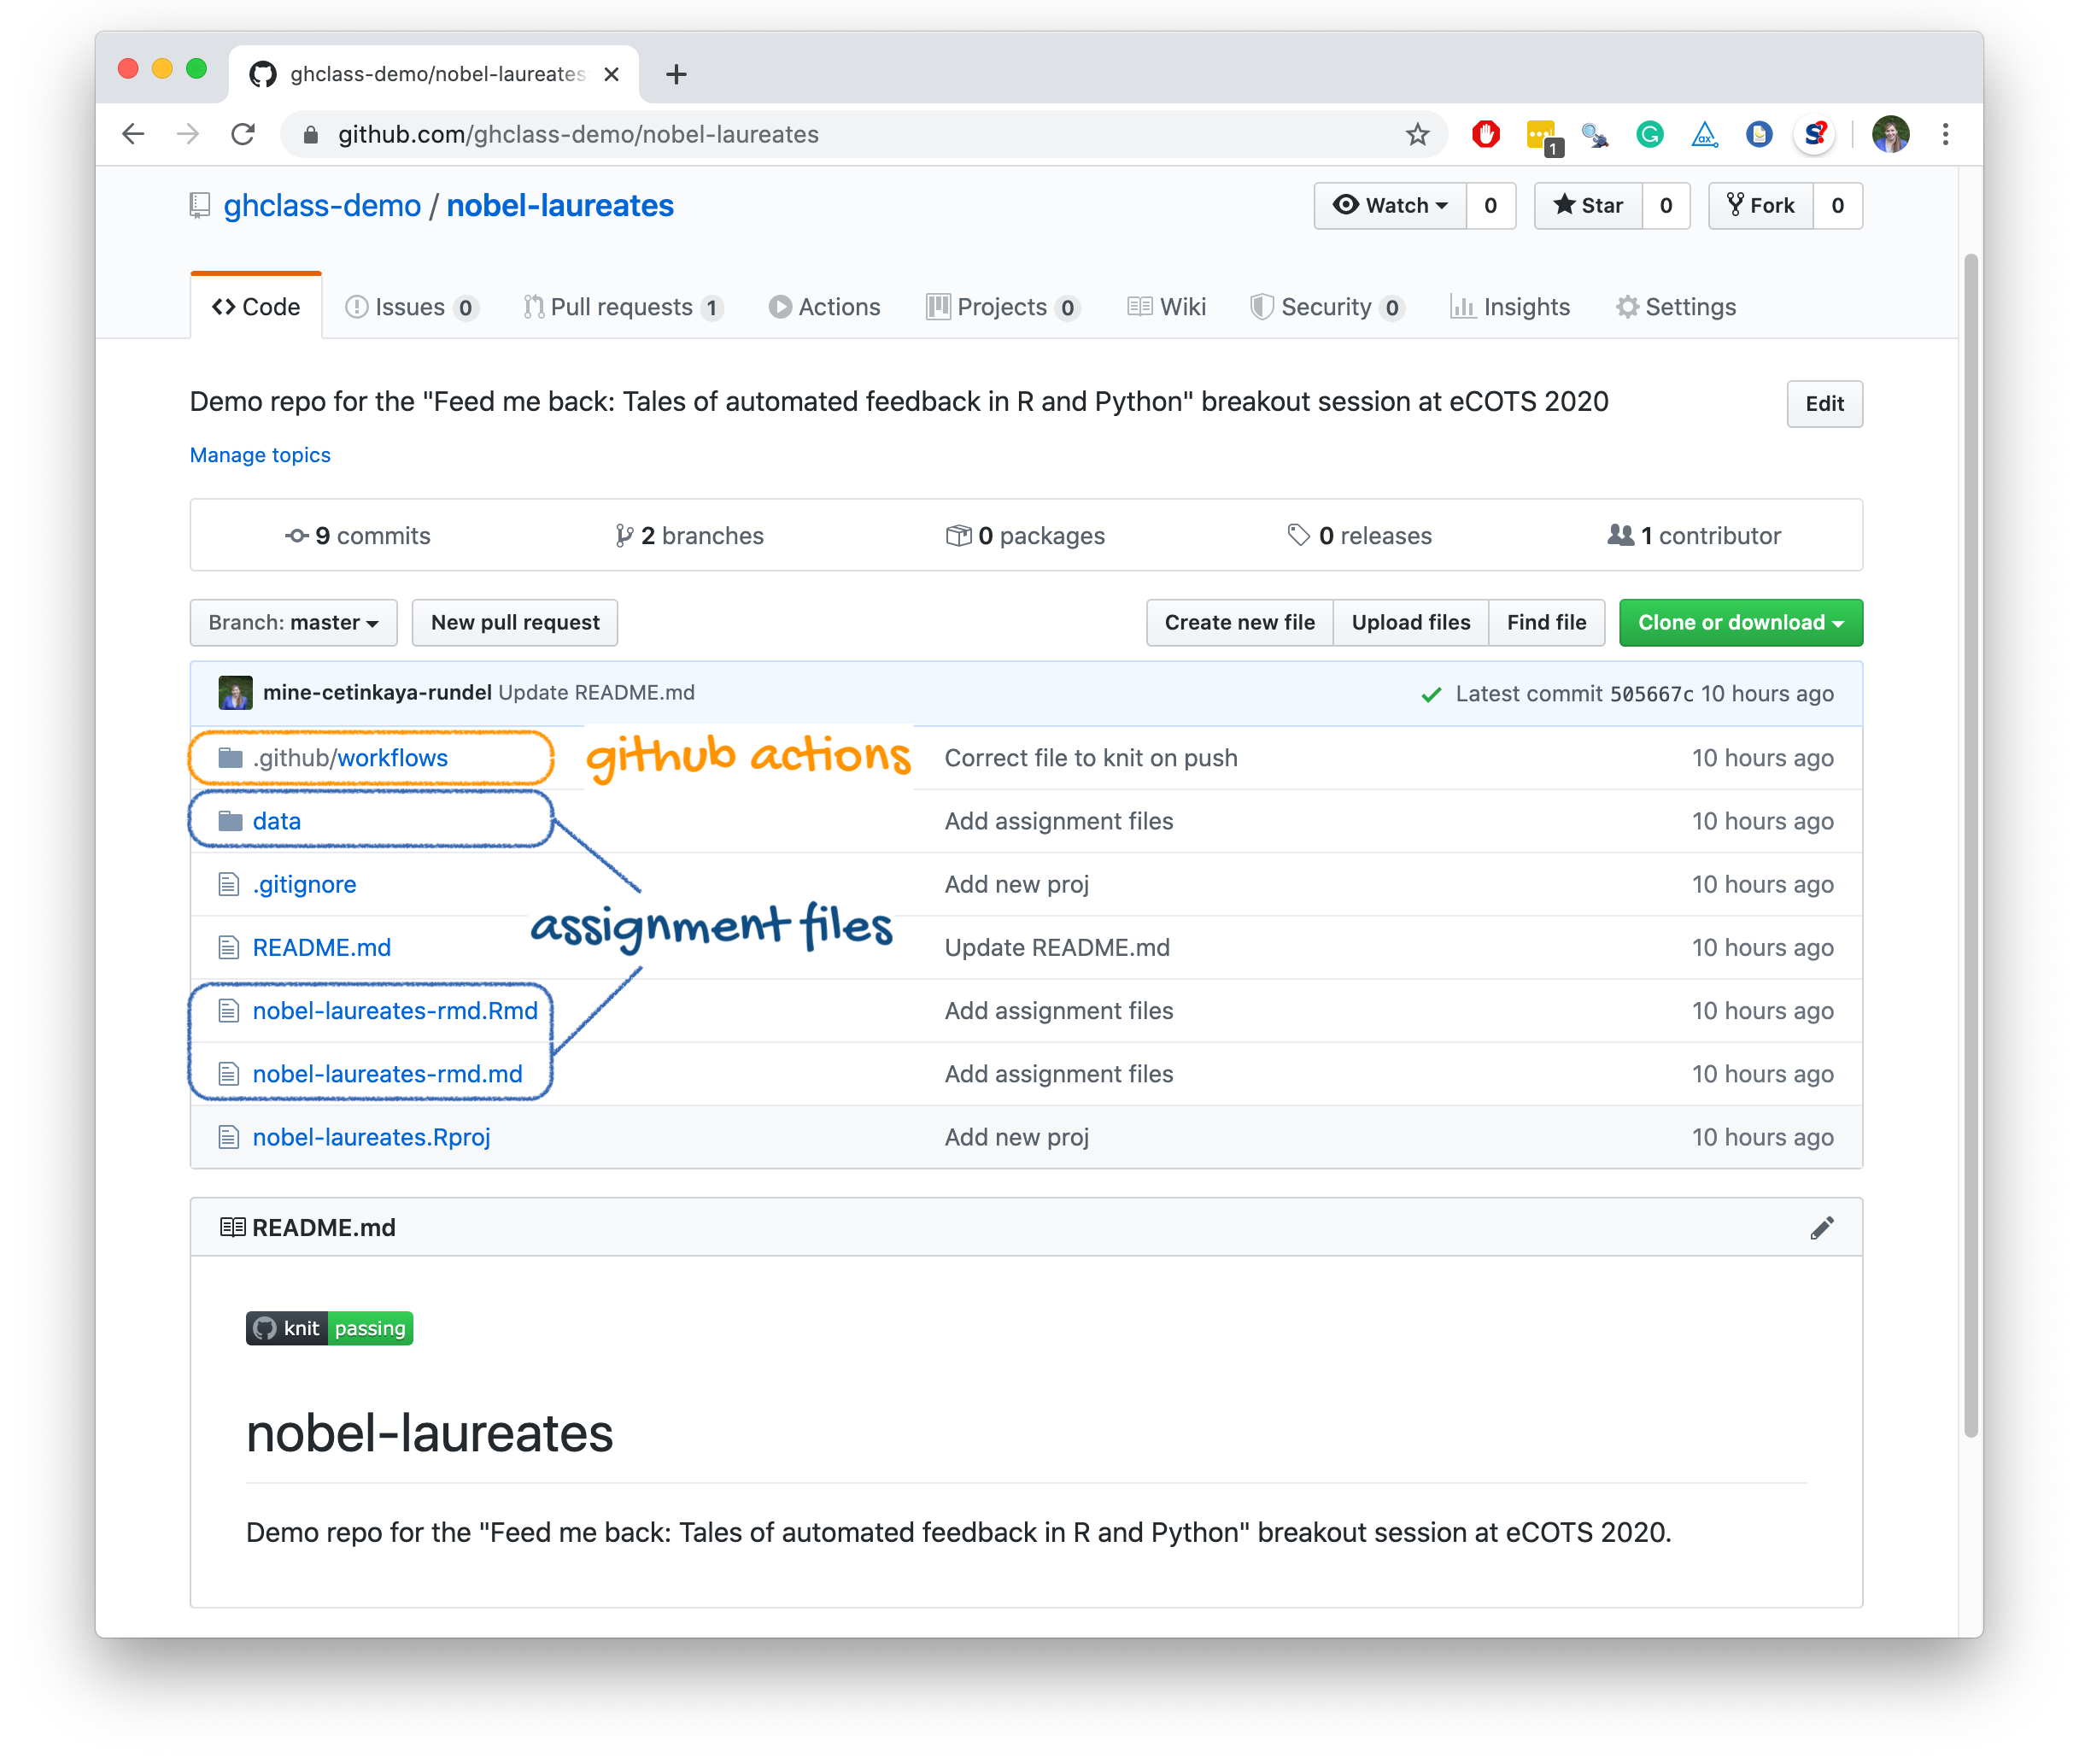 ghclass-demo/nobel-laureates
github.com/ghclass-demo/nobel-laureates
1
ghclass-demo / nobel-laureates
Watch 0 Star 0 Fork 0
Code Issues 0 Pull requests 1 Actions Projects 0 Wiki Security 0 Insights Settings
Demo repo for the "Feed me back: Tales of automated feedback in R and Python" breakout session at eCOTS 2020
Edit
Manage topics
9 commits 2 branches 0 packages 0 releases 1 contributor
Branch: master New pull request Create new file Upload files Find file Clone or download
mine-cetinkaya-rundel Update README.md Latest commit 505667c 10 hours ago
.github/workflows github actions Correct file to knit on push 10 hours ago
data Add assignment files 10 hours ago
.gitignore Add new proj 10 hours ago
assignment files
README.md Update README.md 10 hours ago
nobel-laureates-rmd.Rmd Add assignment files 10 hours ago
nobel-laureates-rmd.md Add assignment files 10 hours ago
nobel-laureates.Rproj Add new proj 10 hours ago
README.md
knit passing
nobel-laureates
Demo repo for the "Feed me back: Tales of automated feedback in R and Python" breakout session at eCOTS 2020.